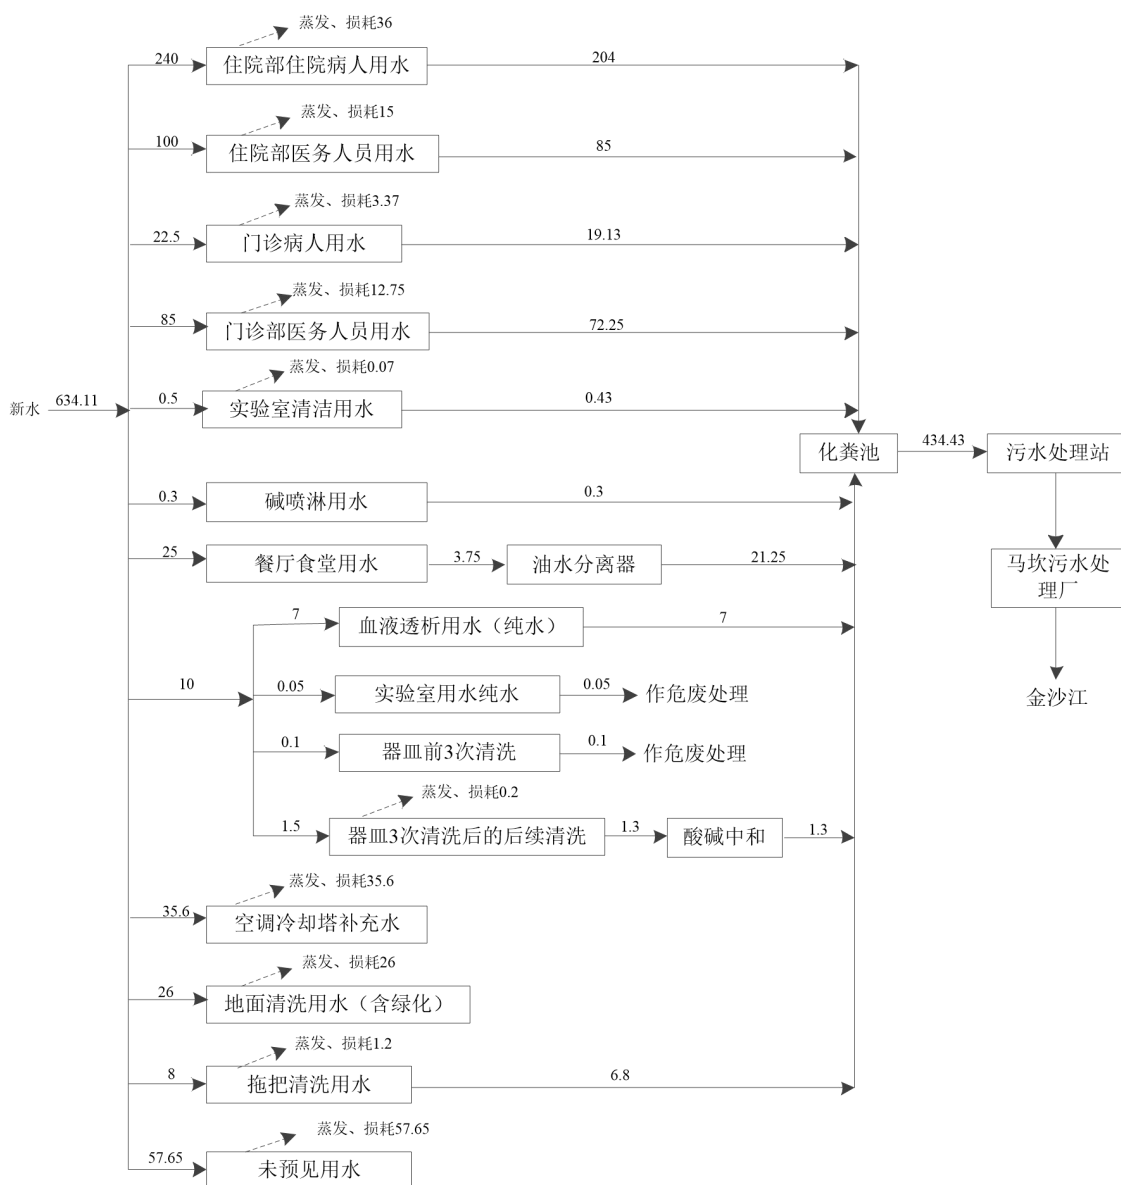 蒸发、损耗36
240
住院部住院病人用水
204
蒸发、损耗15
100
住院部医务人员用水
85
蒸发、损耗3.37
22.5
门诊病人用水
19.13
蒸发、损耗12.75
85
门诊部医务人员用水
72.25
蒸发、损耗0.07
新水
634.11
0.5
实验室清洁用水
0.43
化粪池
434.43
污水处理站
0.3
碱喷淋用水
0.3
25
餐厅食堂用水
3.75
油水分离器
21.25
马坎污水处
理厂
7
血液透析用水（纯水）
7
10
0.05
实验室用水纯水
0.05
作危废处理
金沙江
0.1
器皿前3次清洗
0.1
作危废处理
蒸发、损耗0.2
1.5
器皿3次清洗后的后续清洗
1.3
酸碱中和
1.3
蒸发、损耗35.6
35.6
空调冷却塔补充水
蒸发、损耗26
26
地面清洗用水（含绿化）
蒸发、损耗1.2
8
拖把清洗用水
6.8
蒸发、损耗57.65
57.65
未预见用水